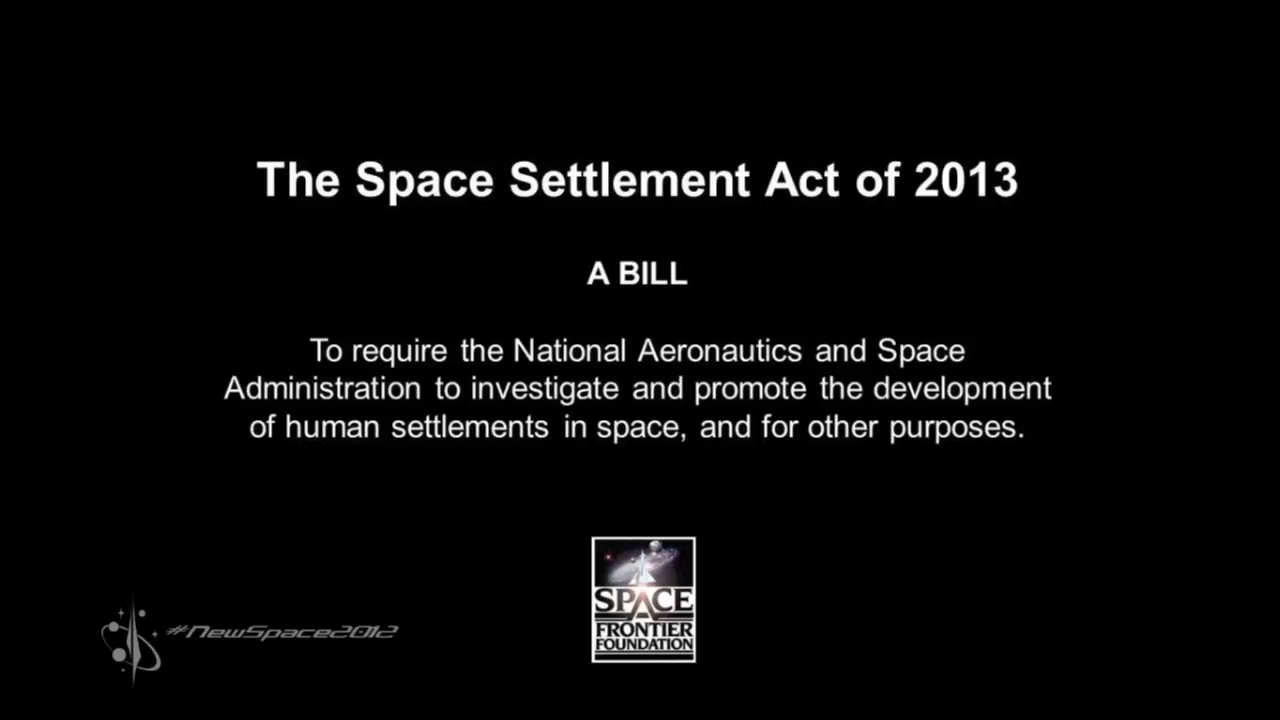 The Space Settlement Act of 2013
A BILL
To require the National Aeronautics and Space
Administration to investigate and promote the development
of human settlements in space, and for other purposes.
SPACE
FRONTIER
FOUNDATION
#NewSpace2012